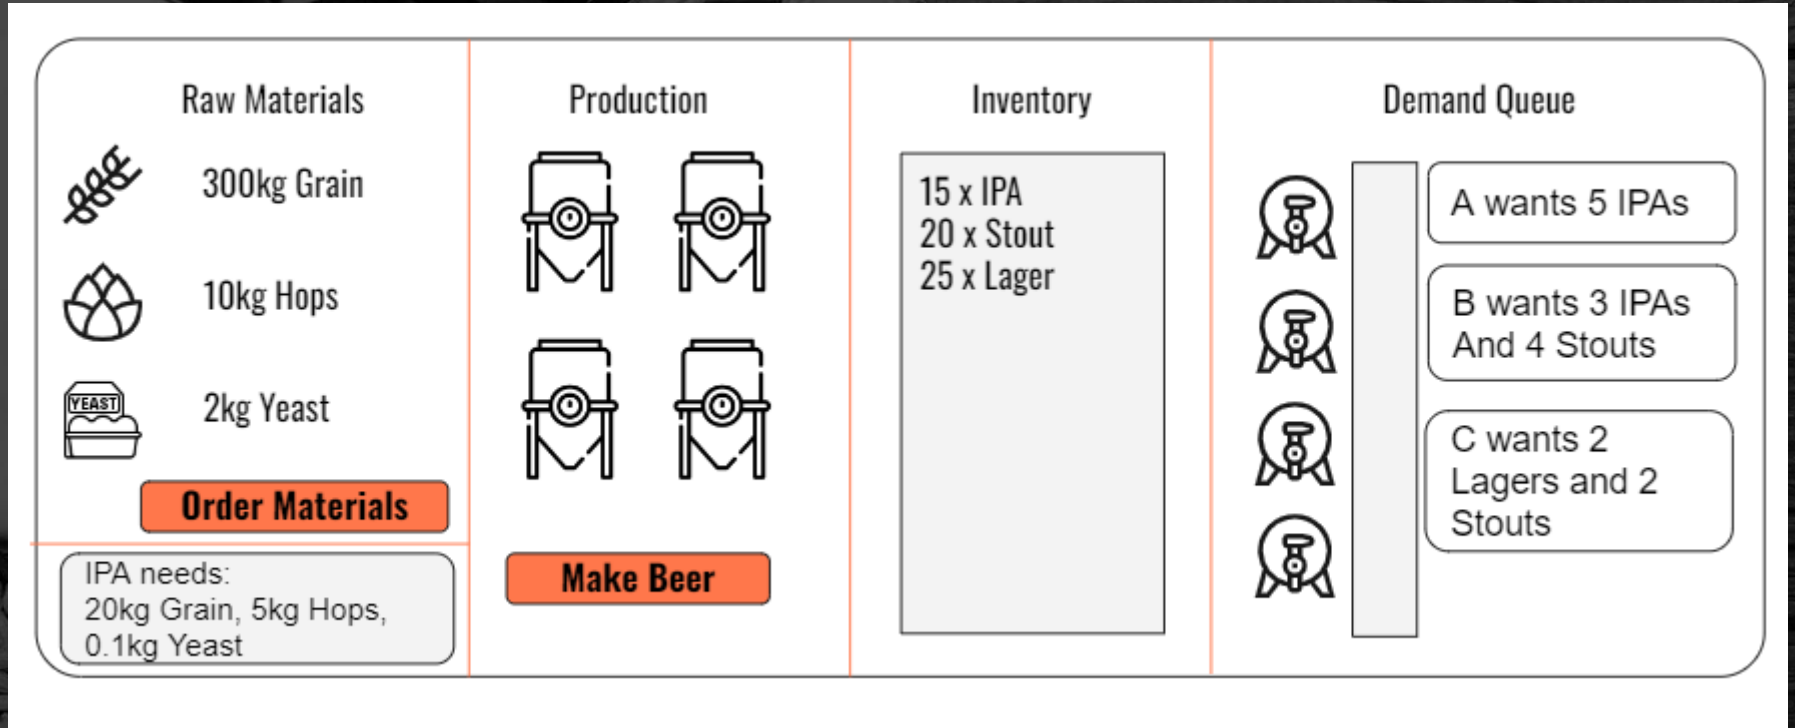 Raw Materials
300kg Grain
10kg Hops
YEAST
2kg Yeast
Order Materials
IPA needs:
20kg Grain, 5kg Hops,
0.1kg Yeast
Production
Make Beer
Inventory
15 x IPA
20 x Stout
25 x Lager
Demand Queue
A wants 5 IPAs
B wants 3 IPAs
And 4 Stouts
C wants 2
Lagers and 2
Stouts